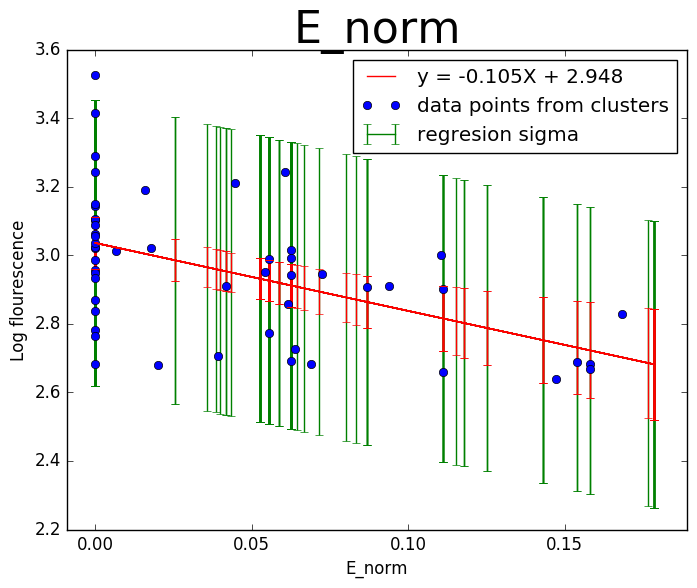 E_norm
y = -0.105X + 2.948
data points from clusters
regresion sigma
Log flourescence
3.6
3.4
3.2
3.0
2.8
2.6
2.4
2.2
0.00 0.05 0.10 0.15
E_norm